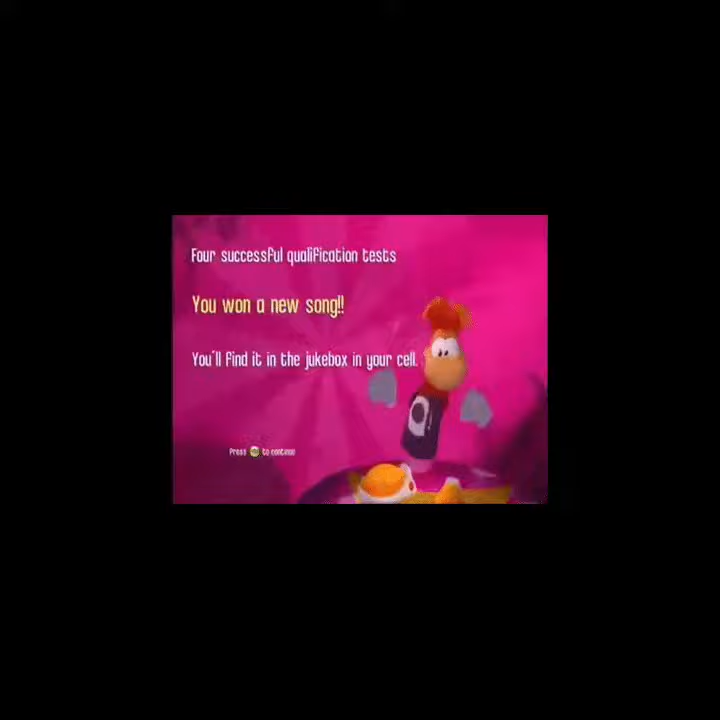 Four successful qualification tests
You won a new song!!
You'll find it in the jukebox in your cell.
Press to continue